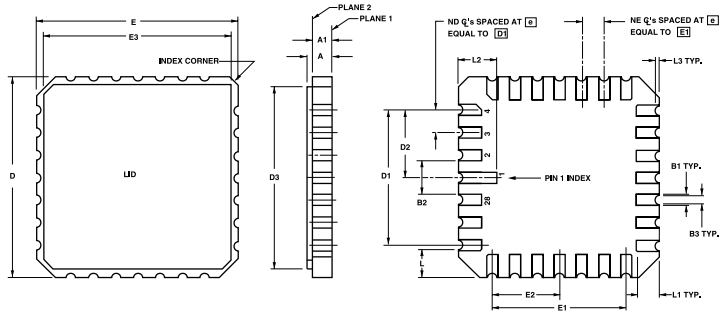 E
E3
INDEX CORNER
D
LID
PLANE 2
PLANE 1
A1
A
D3
ND ȻL's SPACED AT e
EQUAL TO D1
NE ȻL's SPACED AT e
EQUAL TO E1
L2
L3 TYP.
4
3
2
1
28
D2
D1
B2
PIN 1 INDEX
B1 TYP.
B3 TYP.
L
E2
E1
L1 TYP.